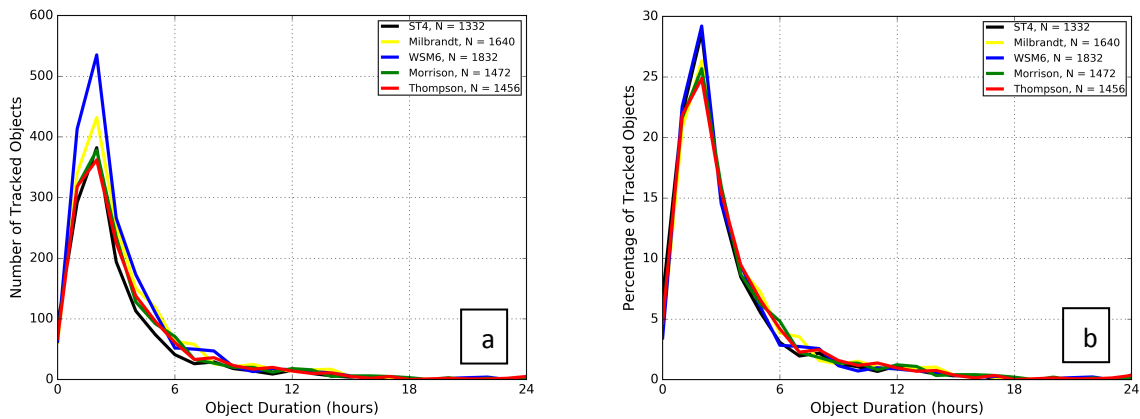 600
500
400
300
200
100
0
Number of Tracked Objects
ST4, N = 1332
Milbrandt, N = 1640
WSM6, N = 1832
Morrison, N = 1472
Thompson, N = 1456
a
0 6 12 18 24
Object Duration (hours)
30
25
20
15
10
5
0
Percentage of Tracked Objects
ST4, N = 1332
Milbrandt, N = 1640
WSM6, N = 1832
Morrison, N = 1472
Thompson, N = 1456
b
0 6 12 18 24
Object Duration (hours)